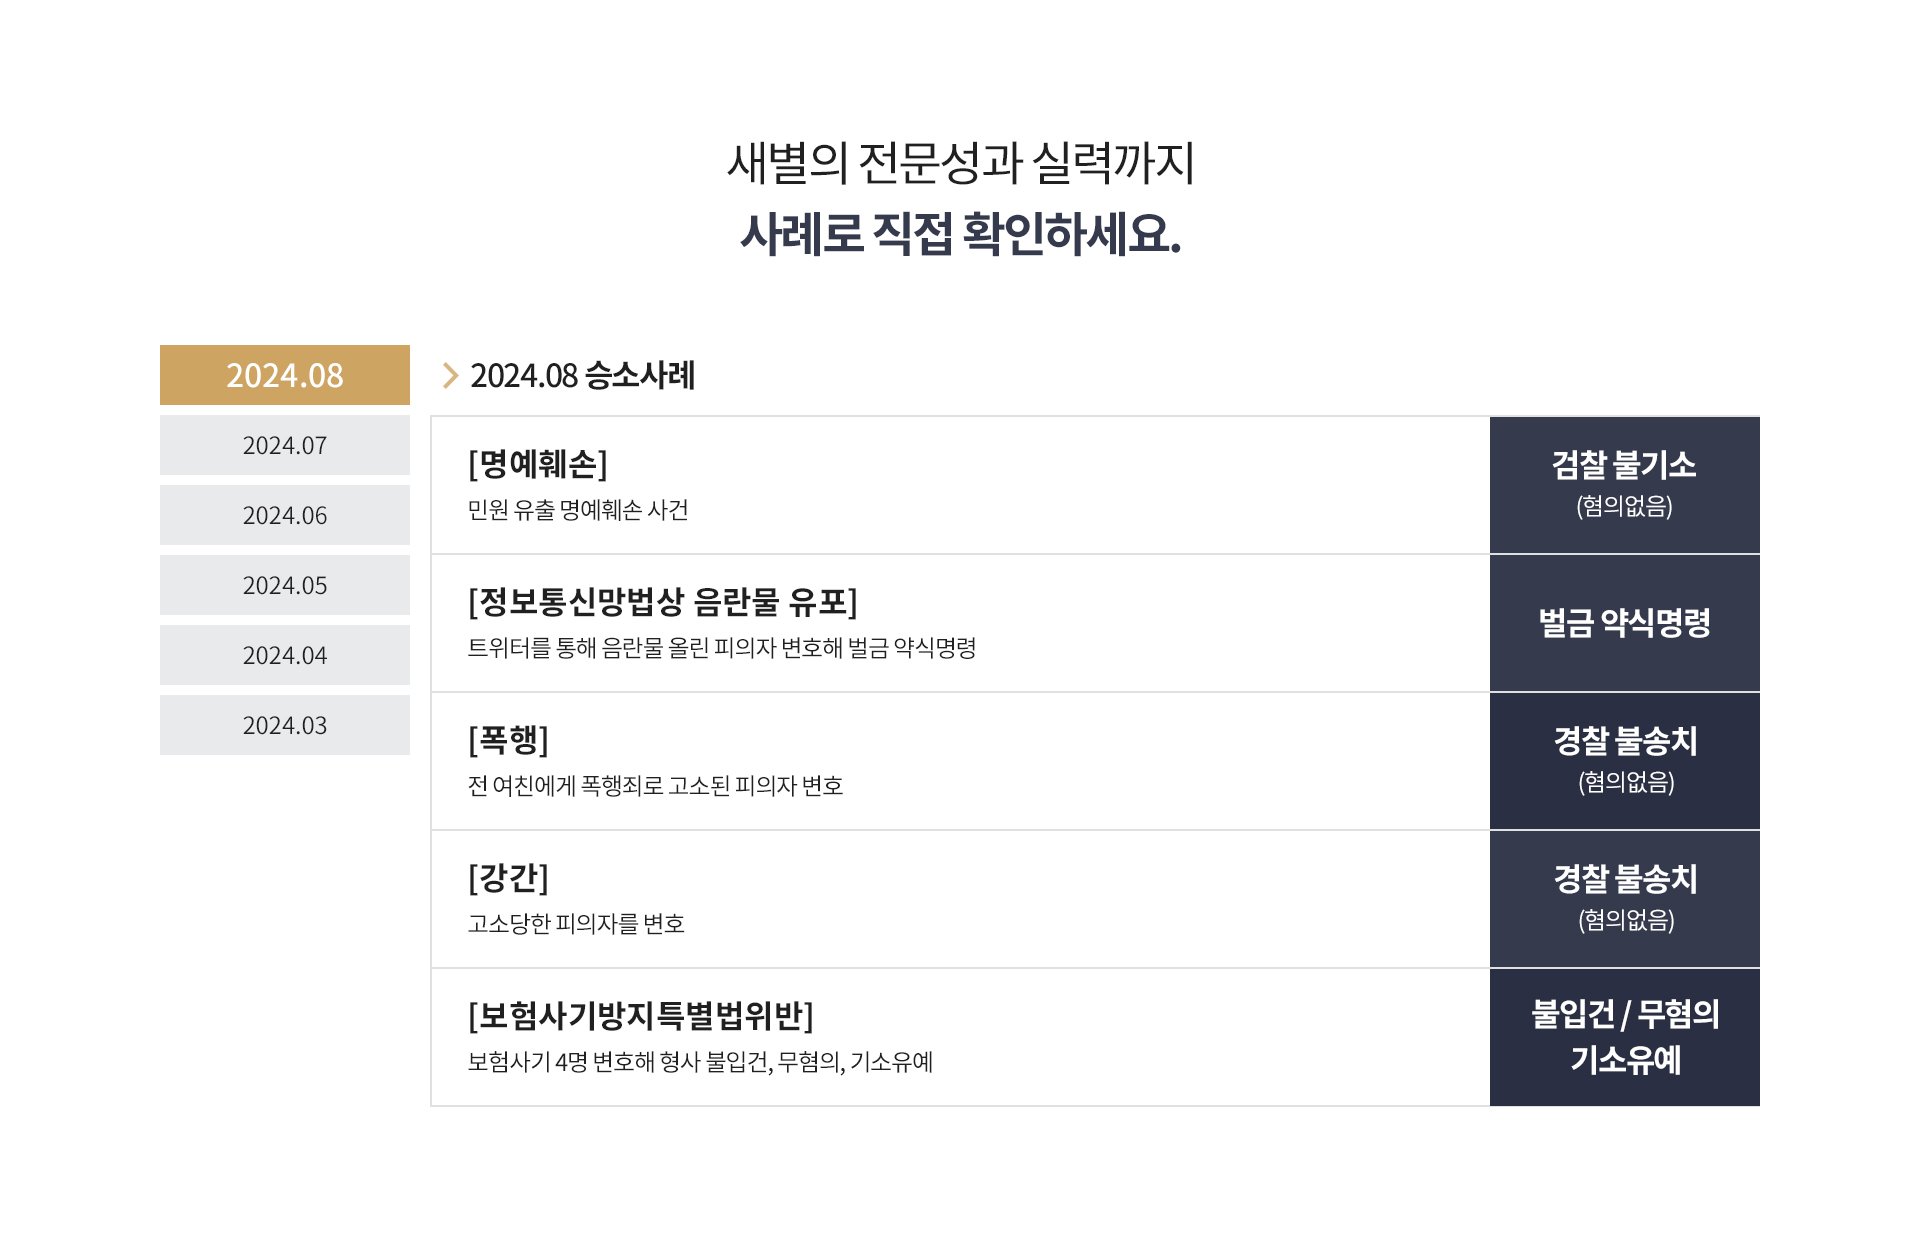 새별의 전문성과 실력까지
사례로 직접 확인하세요.
2024.08
2024.07
2024.06
2024.05
2024.04
2024.03
2024.08 승소사례
[명예훼손]
민원 유출 명예훼손 사건
검찰 불기소
(혐의없음)
[정보통신망법상 음란물 유포]
트위터를 통해 음란물 올린 피의자 변호해 벌금 약식명령
벌금 약식명령
[폭행]
전 여친에게 폭행죄로 고소된 피의자 변호
경찰 불송치
(혐의없음)
[강간]
고소당한 피의자를 변호
경찰 불송치
(혐의없음)
[보험사기방지특별법위반]
보험사기 4명 변호해 형사 불입건, 무혐의, 기소유예
불입건 / 무혐의
기소유예